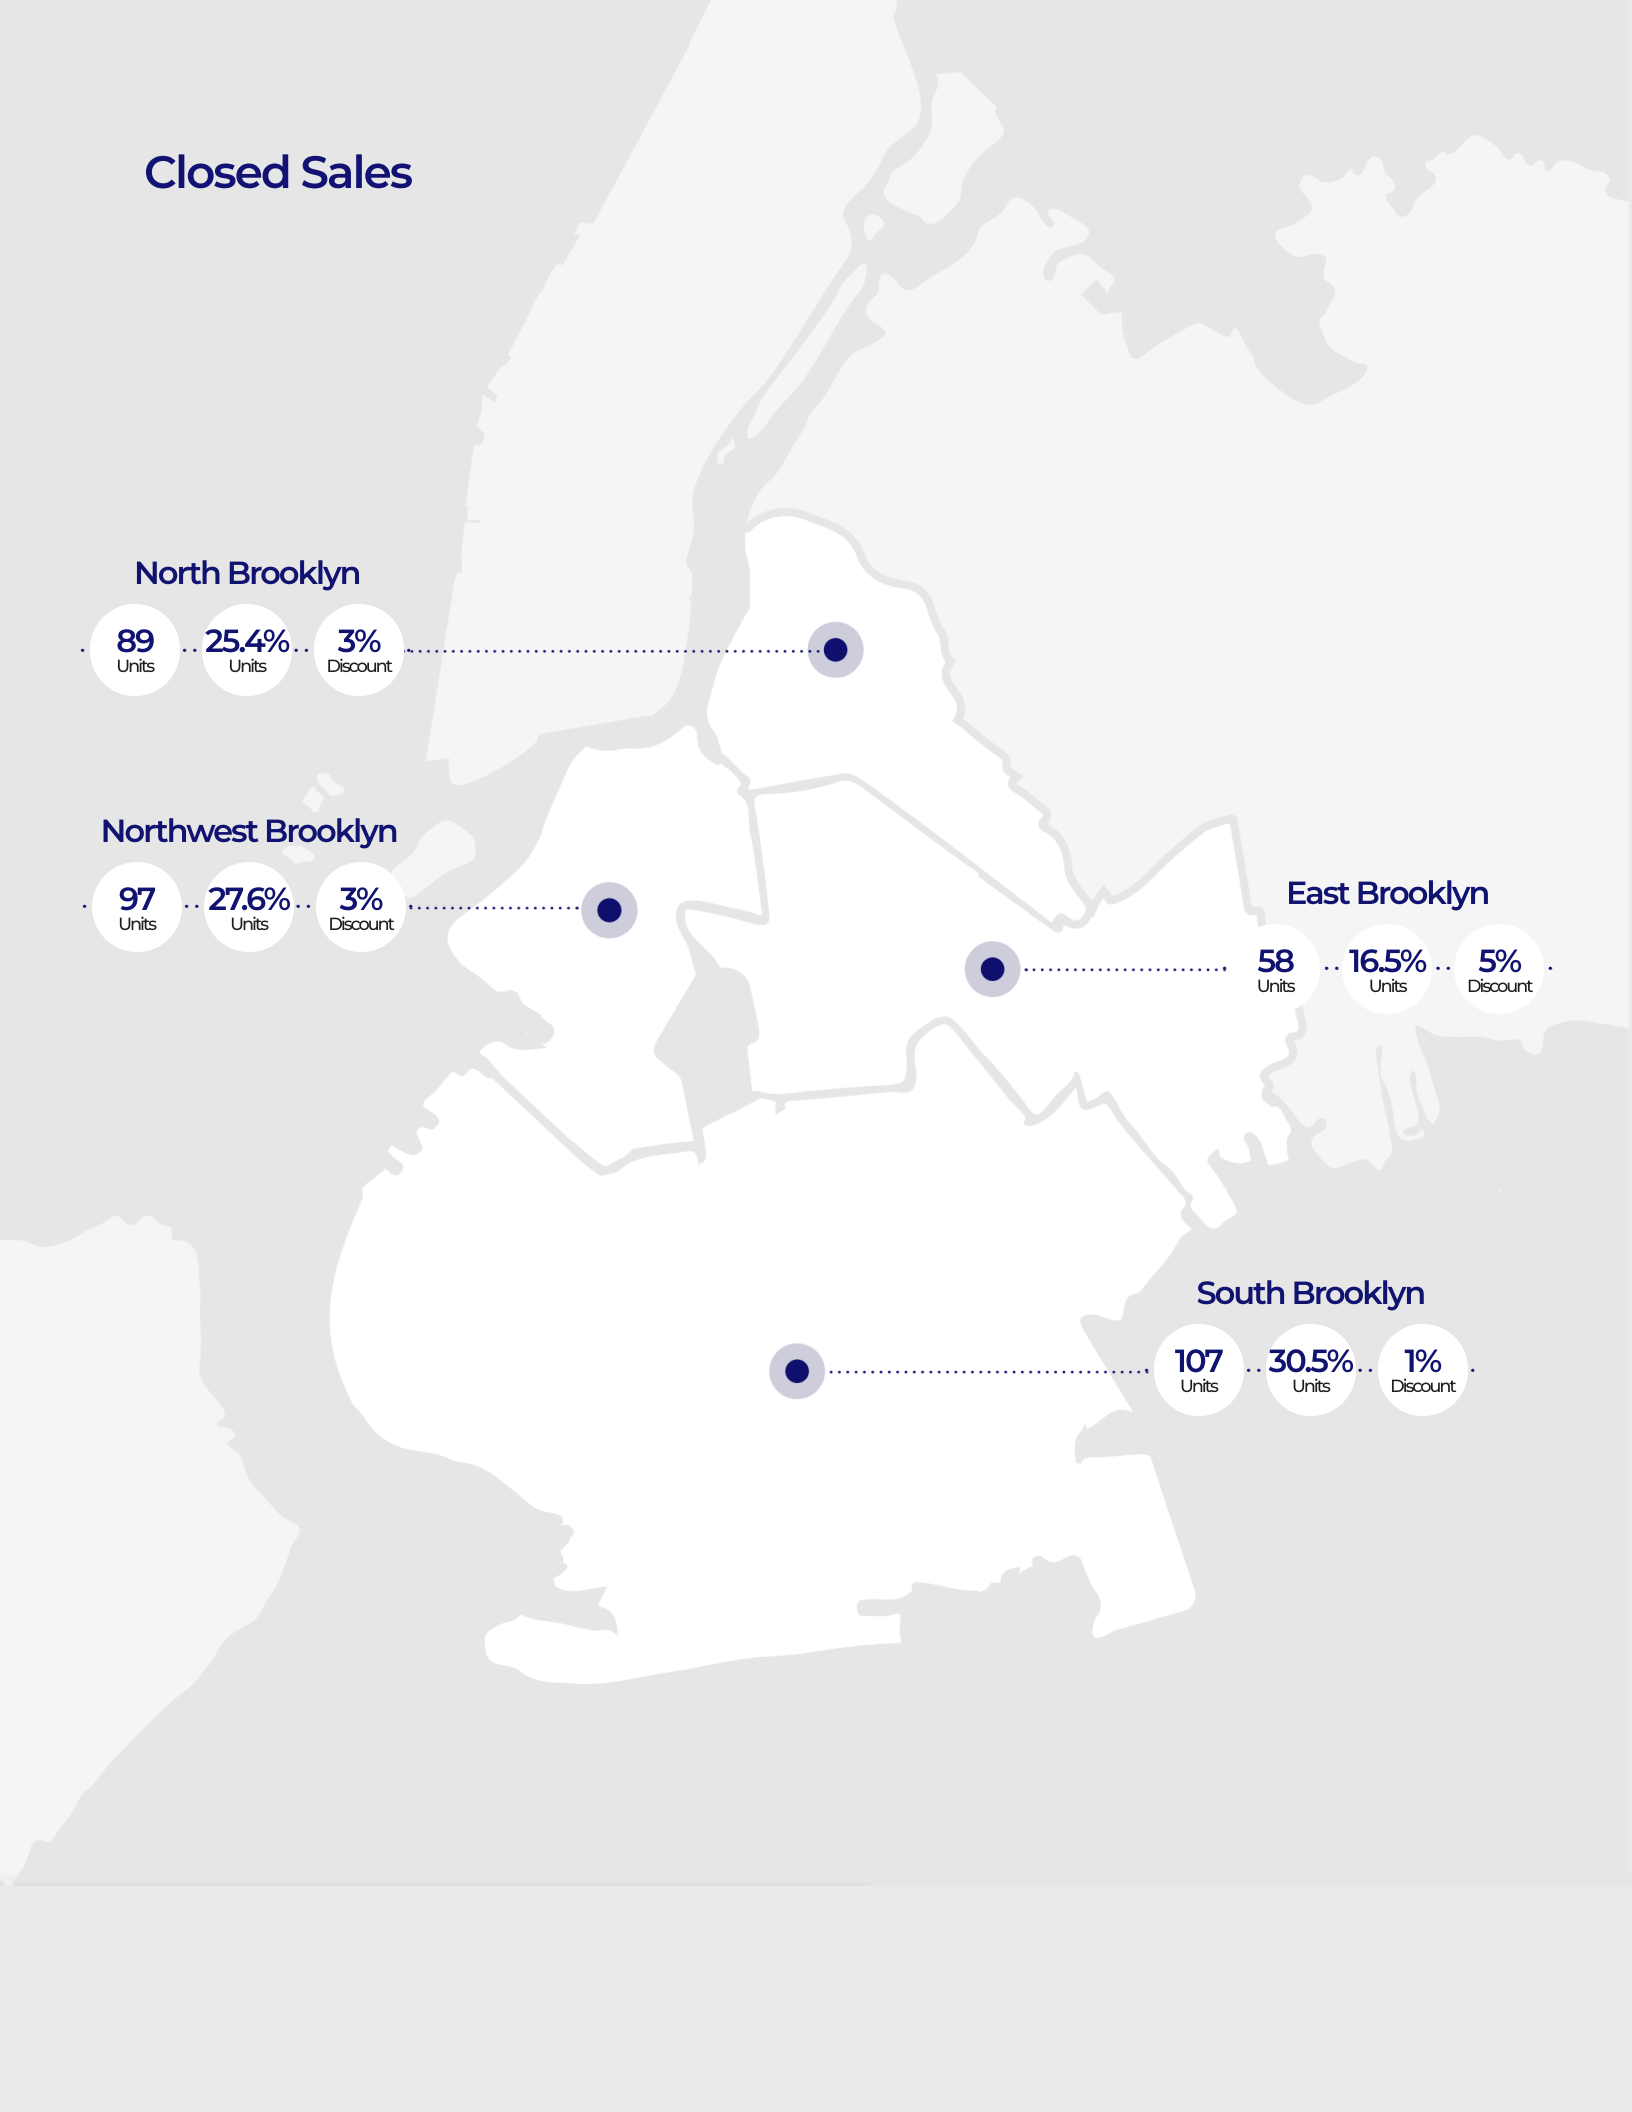 Closed Sales
North Brooklyn
89 25.4% 3%
Units Units Discount
Northwest Brooklyn
97 27.6% 3%
Units Units Discount
East Brooklyn
58 16.5% 5%
Units Units Discount
South Brooklyn
107 30.5% 1%
Units Units Discount